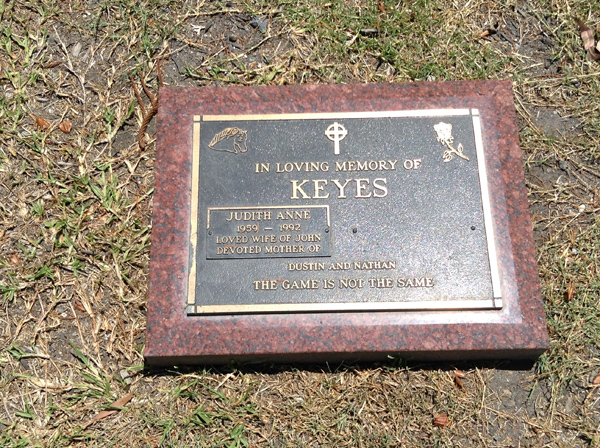 IN LOVING MEMORY OF
KEYES
JUDITH ANNE
1959 — 1992
LOVED WIFE OF JOHN
DEVOTED MOTHER OF
DUSTIN AND NATHAN
THE GAME IS NOT THE SAME